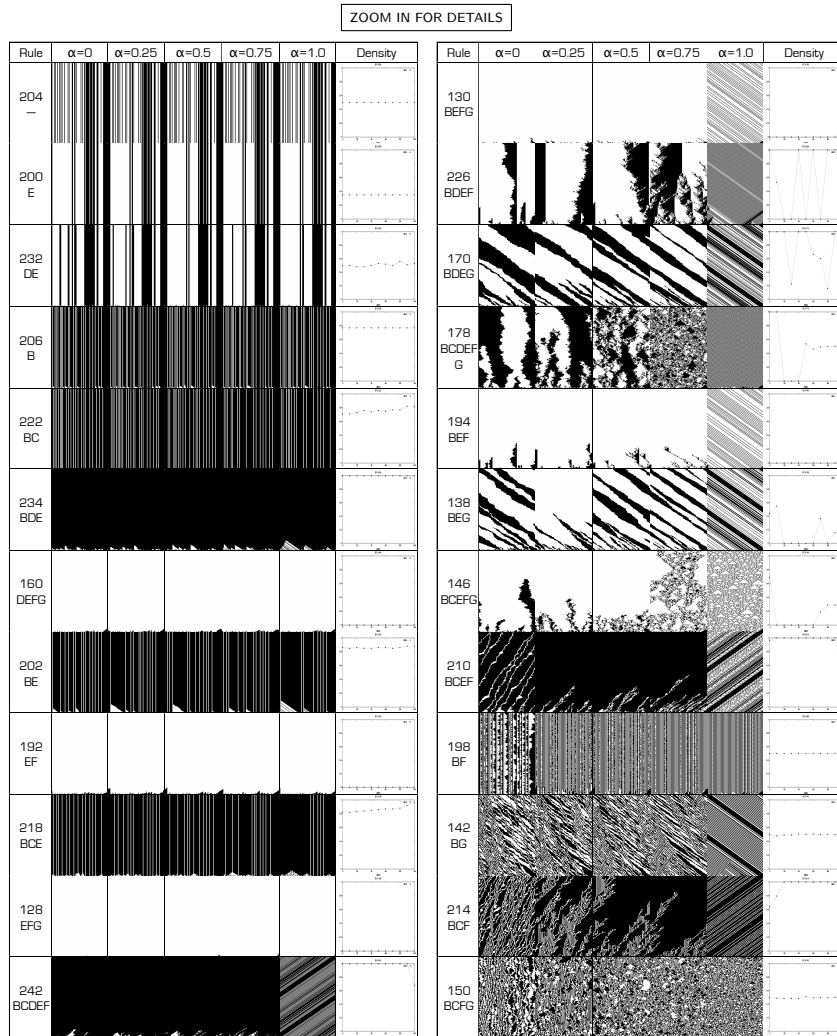 ZOOM IN FOR DETAILS
Rule α=0 α=0.25 α=0.5 α=0.75 α=1.0 Density
204
—
200
E
232
DE
206
B
222
BC
234
BDE
160
DEFG
202
BE
192
EF
218
BCE
128
EFG
242
BCDEF
Rule α=0 α=0.25 α=0.5 α=0.75 α=1.0 Density
130
BEFG
226
BDEF
170
BDEG
178
BCDEF
G
194
BEF
138
BEG
146
BCEFG
210
BCEF
198
BF
142
BG
214
BCF
150
BCFG